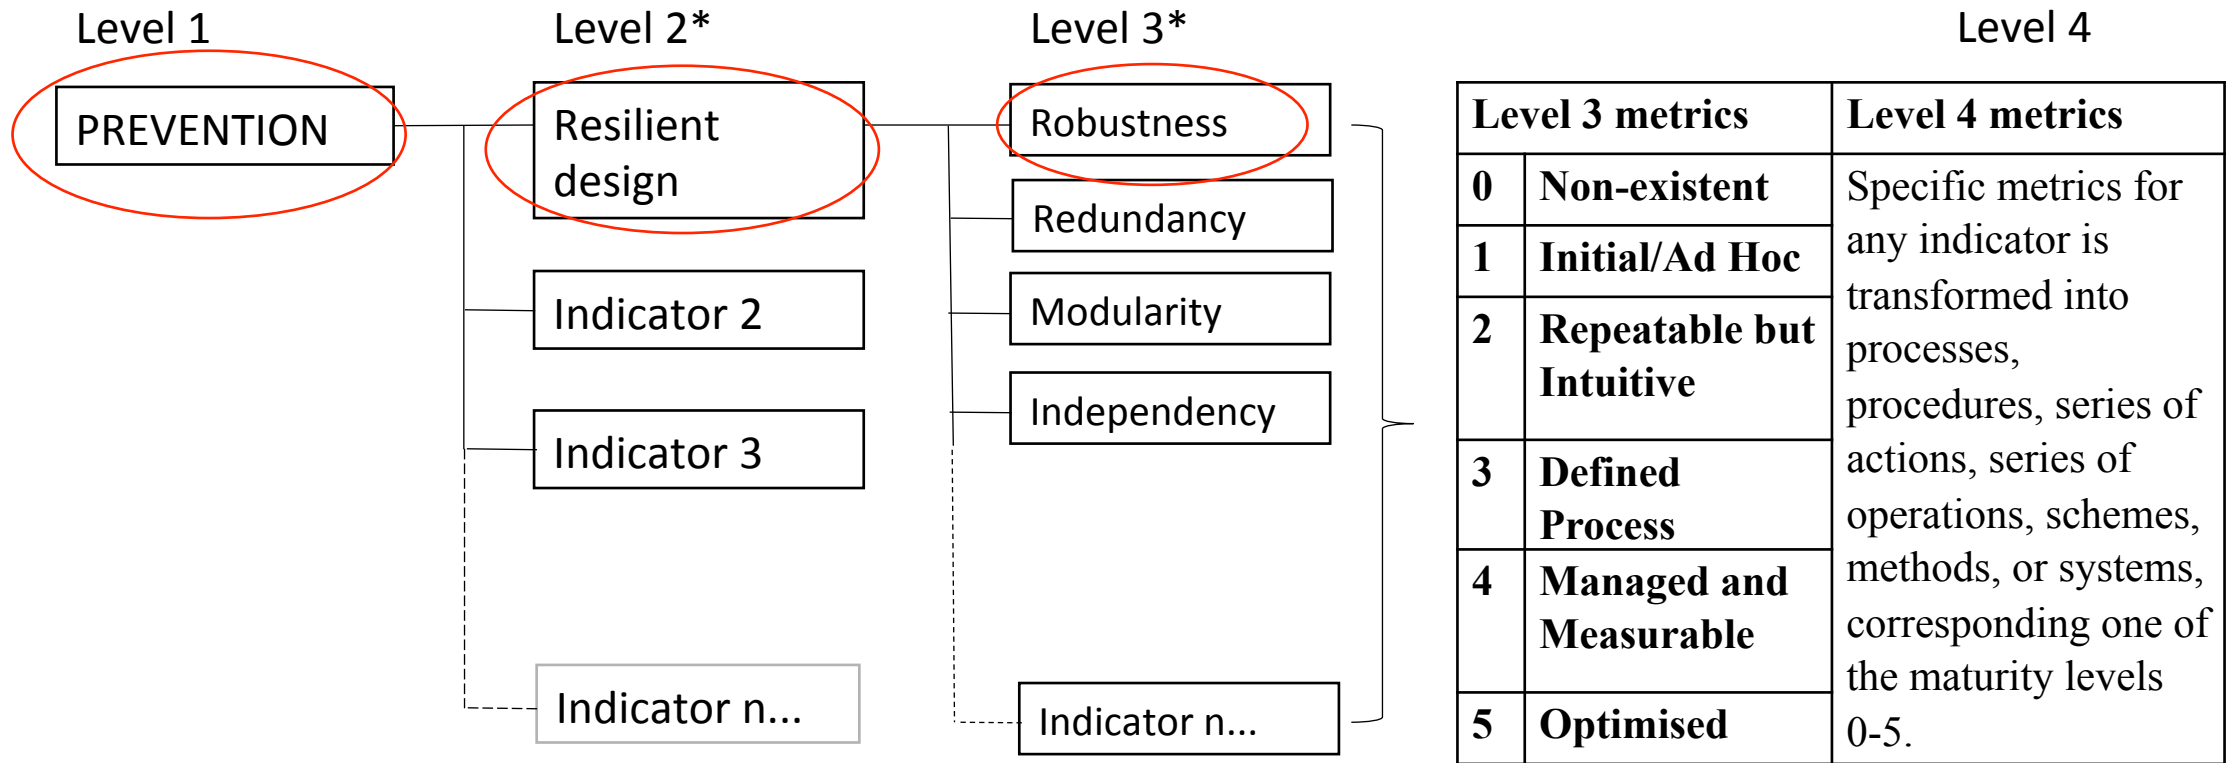 Level 1
Level 2*
Level 3*
Level 4
PREVENTION
Resilient
design
Indicator 2
Indicator 3
Indicator n...
Robustness
Redundancy
Modularity
Independency
Indicator n...
Level 3 metrics
Level 4 metrics
0 Non-existent
1 Initial/Ad Hoc
2 Repeatable but
Intuitive
3 Defined
Process
4 Managed and
Measurable
5 Optimised
Specific metrics for
any indicator is
transformed into
processes,
procedures, series of
actions, series of
operations, schemes,
methods, or systems,
corresponding one of
the maturity levels
0-5.